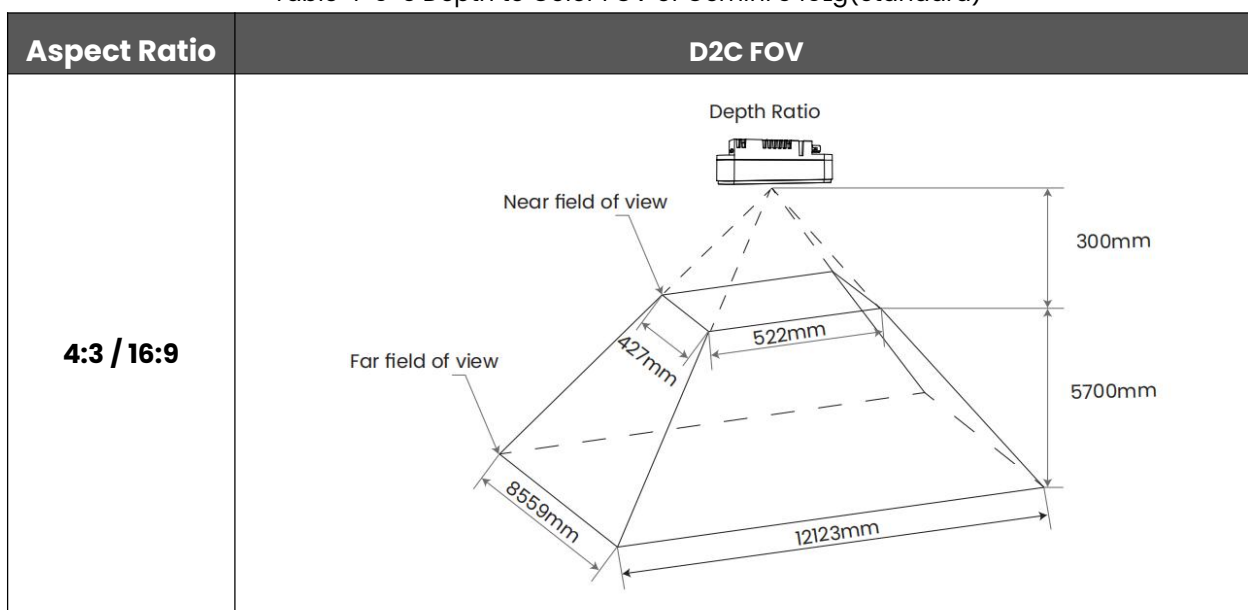 Aspect Ratio
D2C FOV
4:3 / 16:9
Depth Ratio
Near field of view
300mm
427mm
522mm
Far field of view
5700mm
8559mm
12123mm